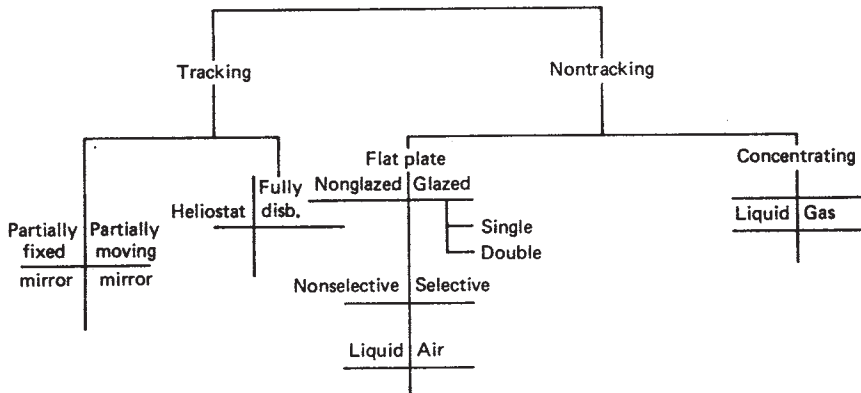 Tracking
Nontracking
Flat plate
Concentrating
Nonglazed Glazed
Fully
Heliostat disb.
Liquid Gas
Partially Partially
fixed moving
mirror mirror
Single
Double
Nonselective Selective
Liquid Air